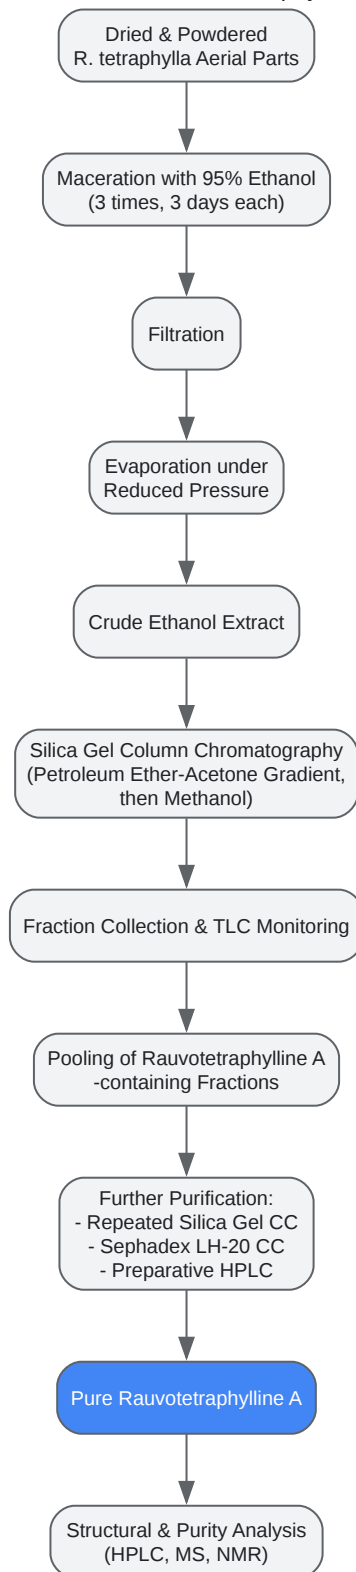 Dried & Powdered
R. tetraphylla Aerial Parts
Maceration with 95% Ethanol
(3 times, 3 days each)
Filtration
Evaporation under
Reduced Pressure
Crude Ethanol Extract
Silica Gel Column Chromatography
(Petroleum Ether-Acetone Gradient,
then Methanol)
Fraction Collection & TLC Monitoring
Pooling of Rauvotetraphylline A
-containing Fractions
Further Purification:
- Repeated Silica Gel CC
- Sephadex LH-20 CC
- Preparative HPLC
Pure Rauvotetraphylline A
Structural & Purity Analysis
(HPLC, MS, NMR)